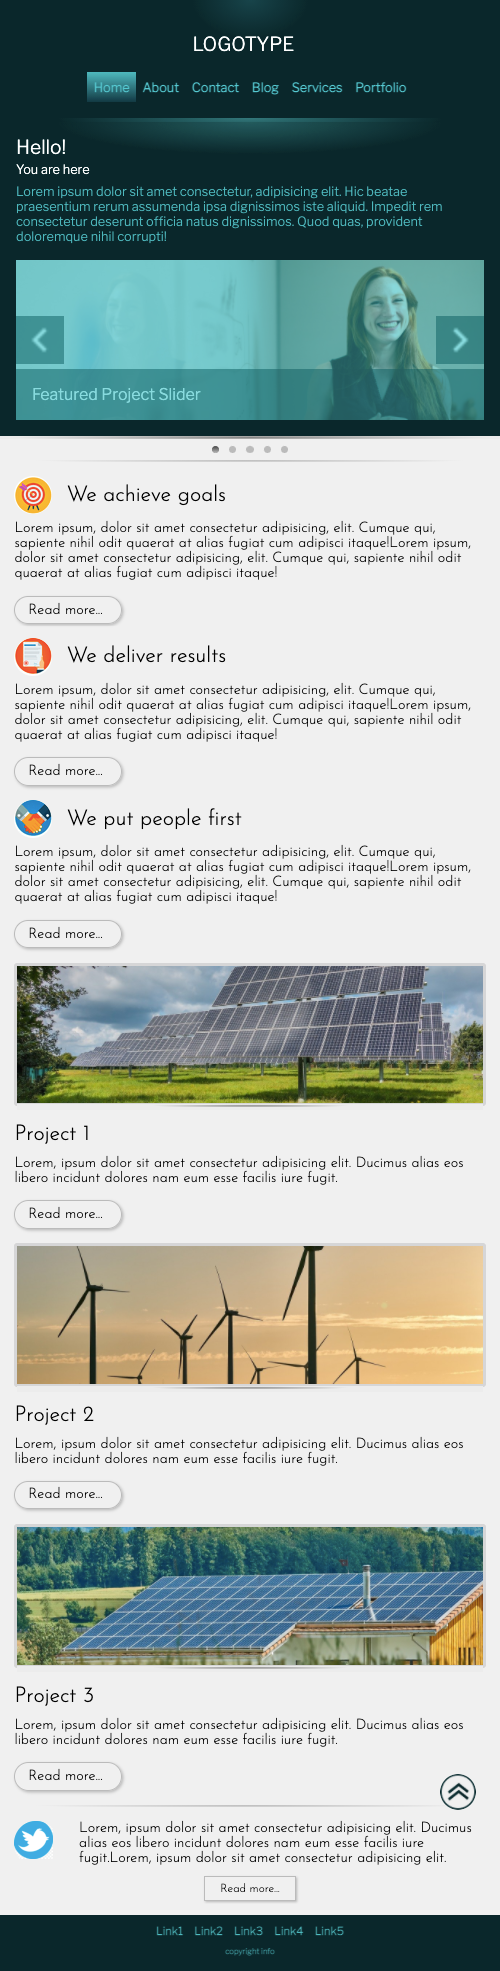 LOGOTYPE
Home About Contact Blog Services Portfolio
Hello!
You are here
Lorem ipsum dolor sit amet consectetur, adipisicing elit. Hic beatae
praesentium rerum assumenda ipsa dignissimos iste aliquid. Impedit rem
consectetur deserunt officia natus dignissimos. Quod quas, provident
doloremque nihil corrupti!
Featured Project Slider
We achieve goals
Lorem ipsum, dolor sit amet consectetur adipisicing, elit. Cumque qui,
sapiente nihil odit quaerat at alias fugiat cum adipisci itaque!Lorem ipsum,
dolor sit amet consectetur adipisicing, elit. Cumque qui, sapiente nihil odit
quaerat at alias fugiat cum adipisci itaque!
Read more...
We deliver results
Lorem ipsum, dolor sit amet consectetur adipisicing, elit. Cumque qui,
sapiente nihil odit quaerat at alias fugiat cum adipisci itaque!Lorem ipsum,
dolor sit amet consectetur adipisicing, elit. Cumque qui, sapiente nihil odit
quaerat at alias fugiat cum adipisci itaque!
Read more...
We put people first
Lorem ipsum, dolor sit amet consectetur adipisicing, elit. Cumque qui,
sapiente nihil odit quaerat at alias fugiat cum adipisci itaque!Lorem ipsum,
dolor sit amet consectetur adipisicing, elit. Cumque qui, sapiente nihil odit
quaerat at alias fugiat cum adipisci itaque!
Read more...
Project 1
Lorem, ipsum dolor sit amet consectetur adipisicing elit. Ducimus alias eos
libero incidunt dolores nam eum esse facilis iure fugit.
Read more...
Project 2
Lorem, ipsum dolor sit amet consectetur adipisicing elit. Ducimus alias eos
libero incidunt dolores nam eum esse facilis iure fugit.
Read more...
Project 3
Lorem, ipsum dolor sit amet consectetur adipisicing elit. Ducimus alias eos
libero incidunt dolores nam eum esse facilis iure fugit.
Read more...
Lorem, ipsum dolor sit amet consectetur adipisicing elit. Ducimus
alias eos libero incidunt dolores nam eum esse facilis iure
fugit.Lorem, ipsum dolor sit amet consectetur adipisicing elit.
Read more...
Link1 Link2 Link3 Link4 Link5
copyright info